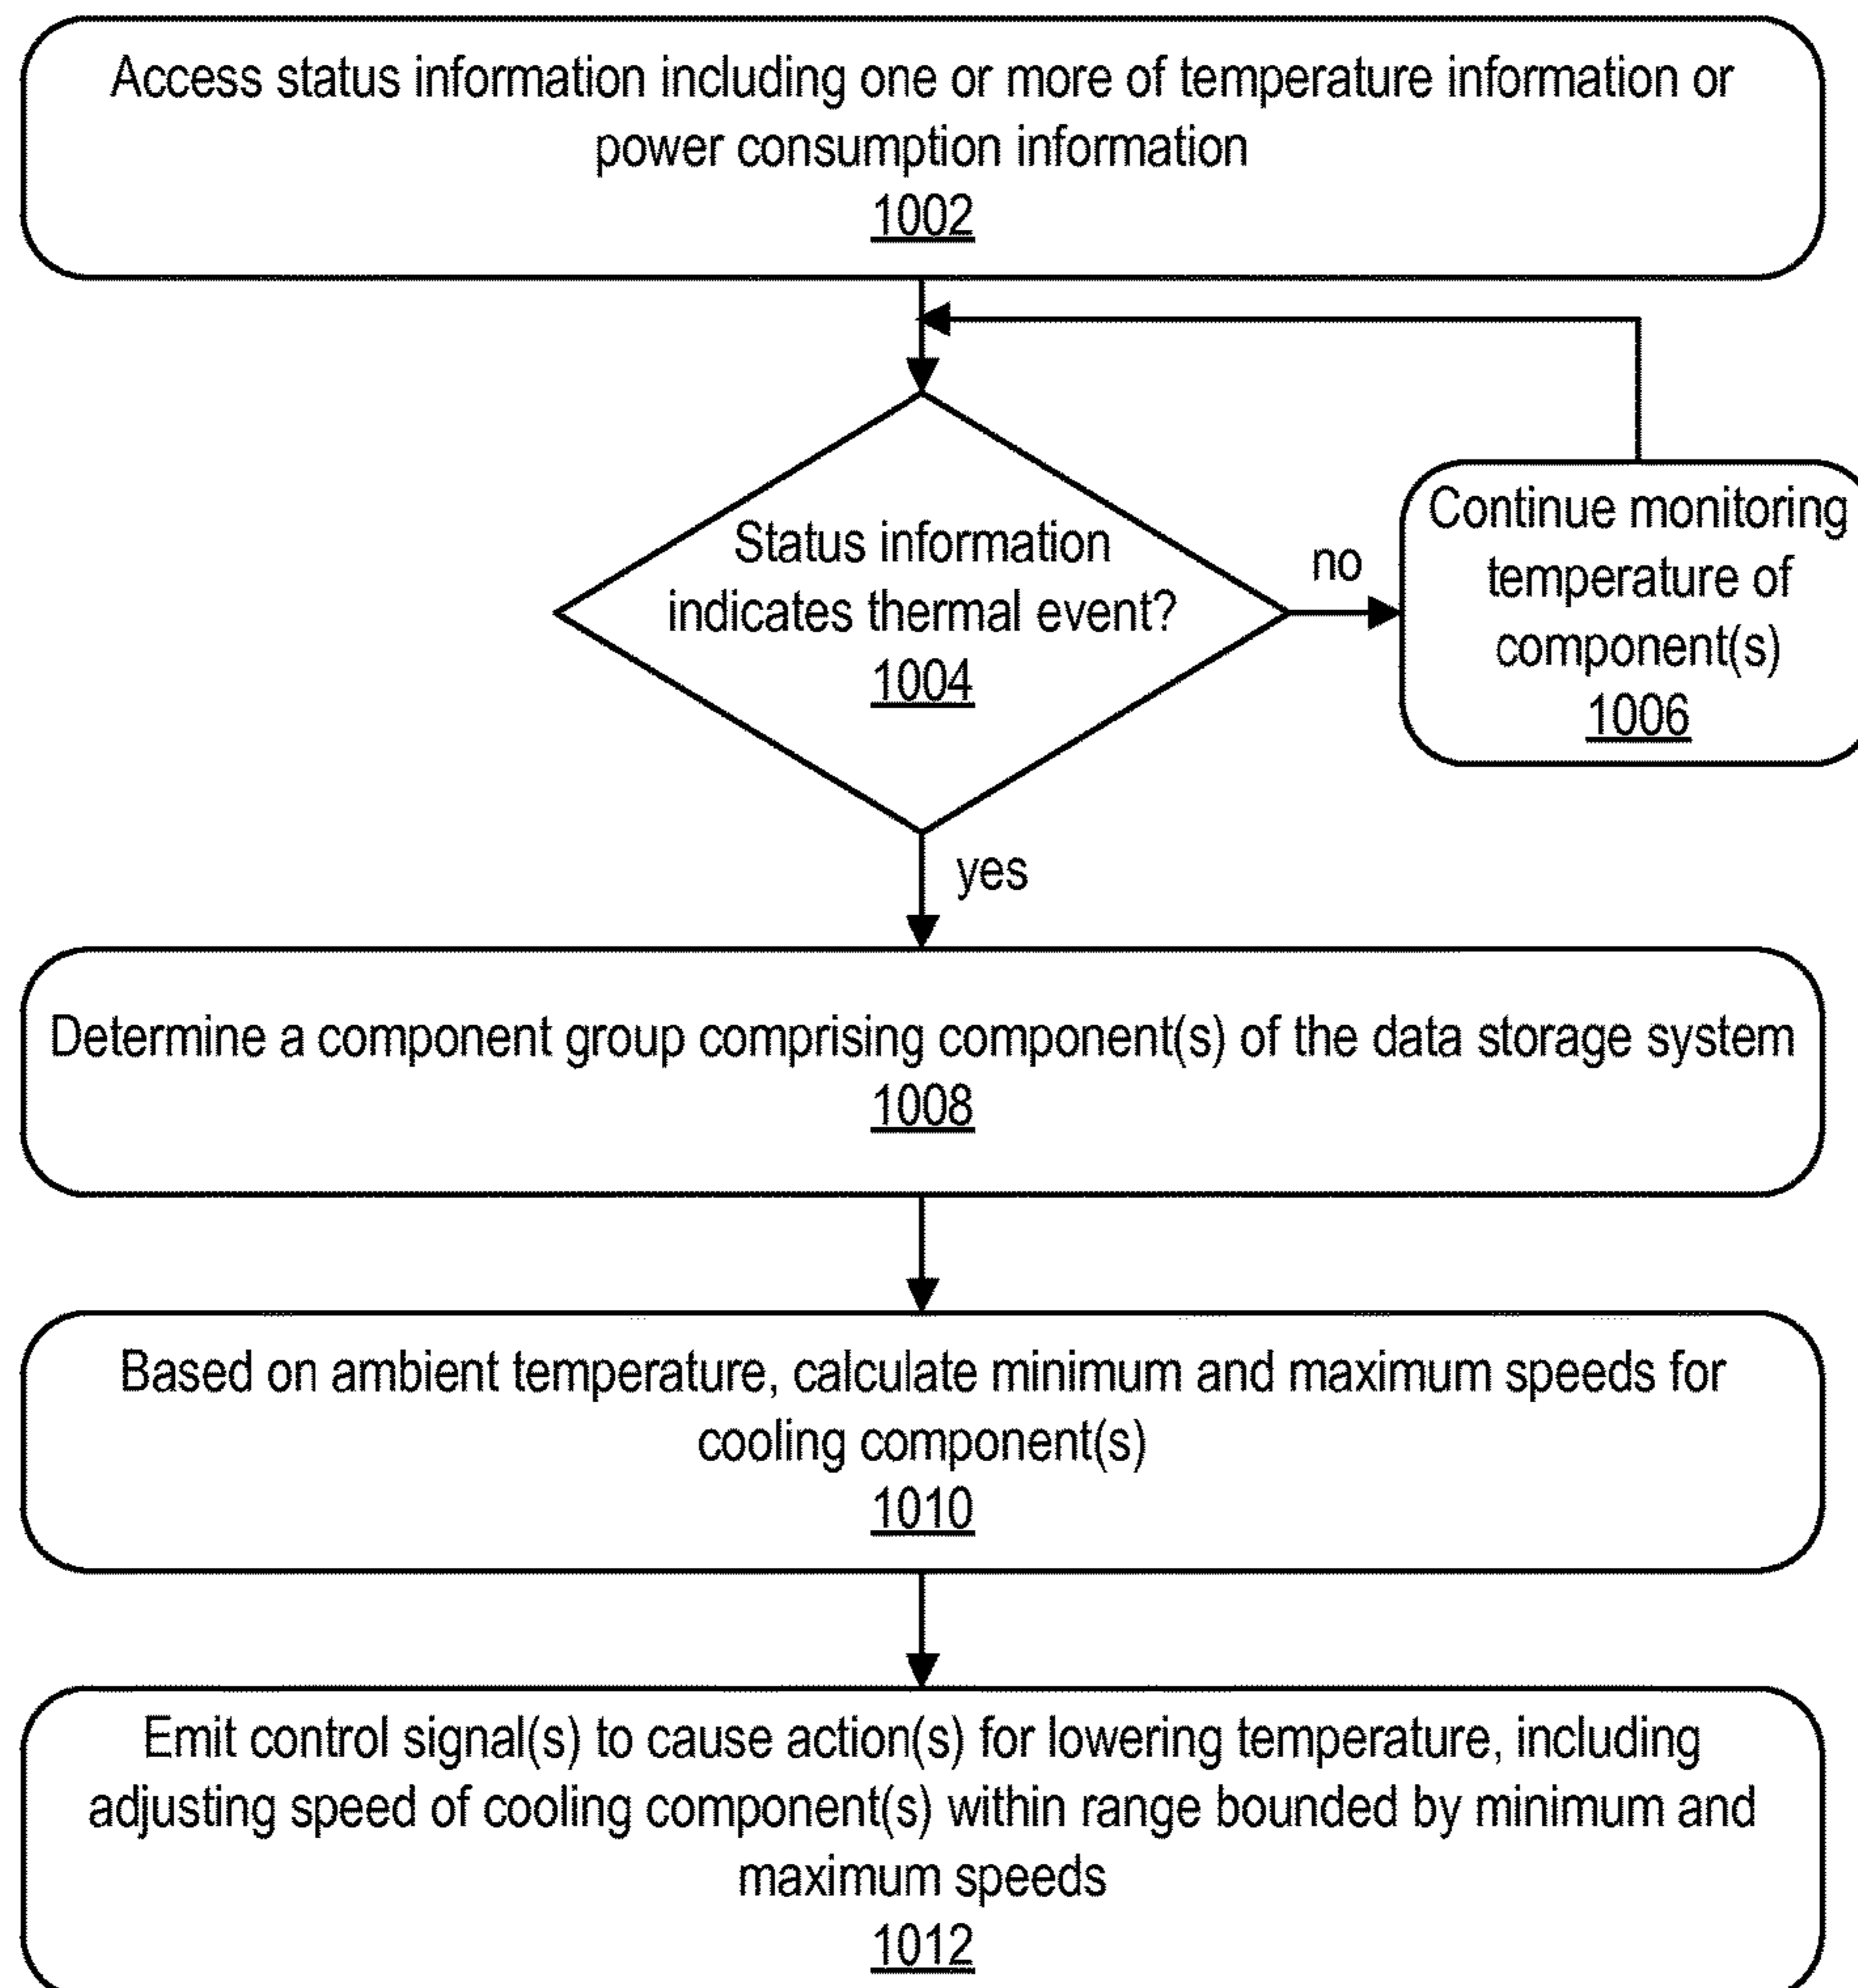 Access status information including one or more of temperature information or
power consumption information
1002
Status information
indicates thermal event?
1004
no
Continue monitoring
temperature of
component(s)
1006
yes
Determine a component group comprising component(s) of the data storage system
1008
Based on ambient temperature, calculate minimum and maximum speeds for
cooling component(s)
1010
Emit control signal(s) to cause action(s) for lowering temperature, including
adjusting speed of cooling component(s) within range bounded by minimum and
maximum speeds
1012